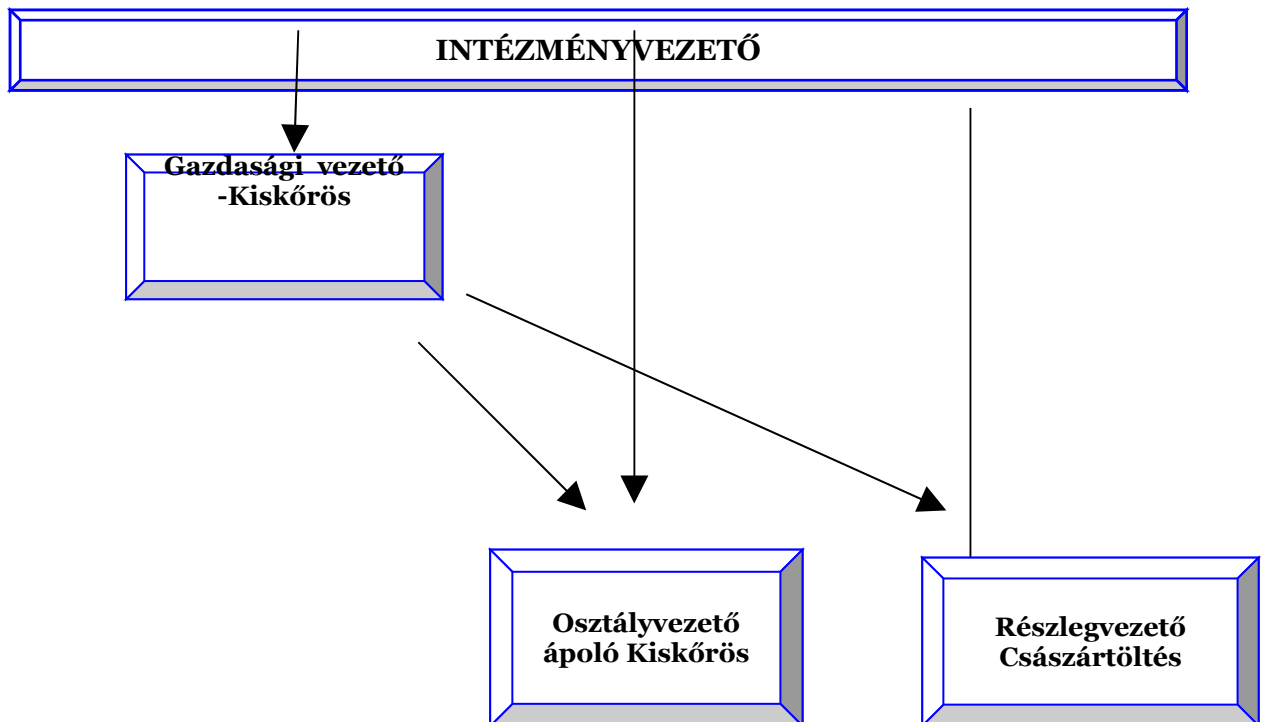 INTÉZMÉNYVEZETŐ
Gazdasági vezető
-Kiskőrös
Osztályvezető
ápoló Kiskőrös
Részlegvezető
Császártöltés